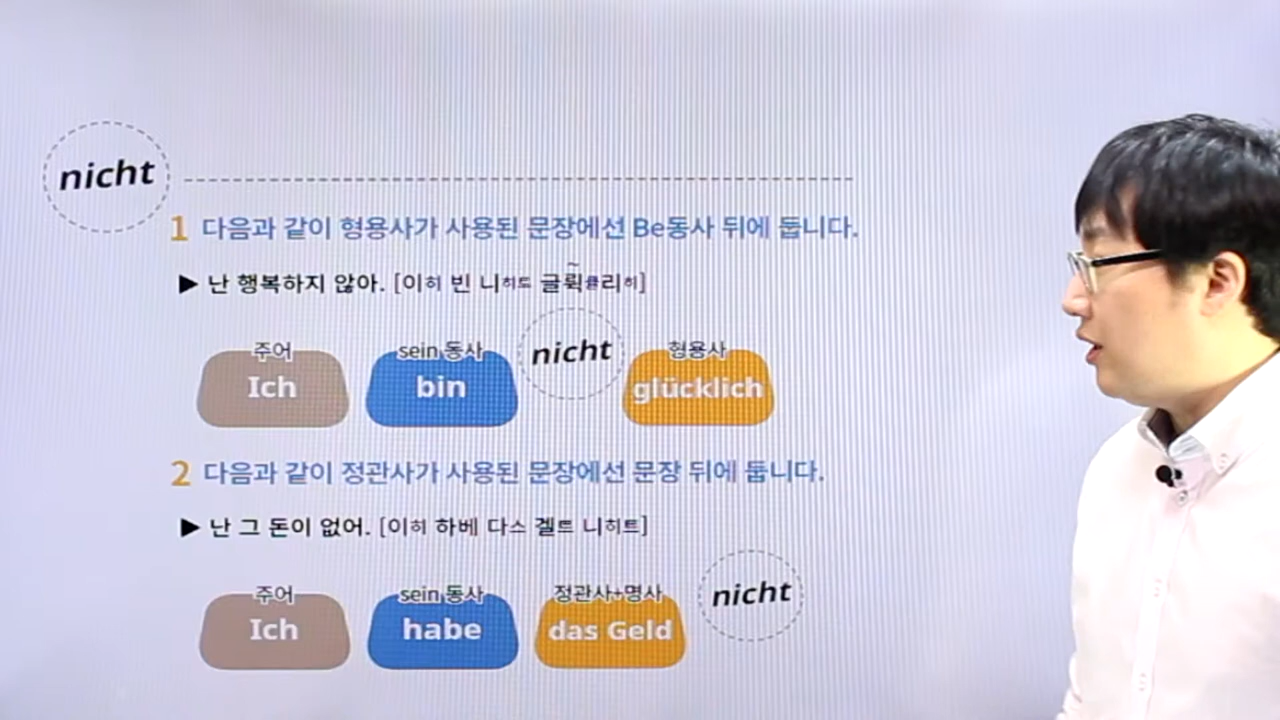 nicht
1 다음과 같이 형용사가 사용된 문장에선 Be동사 뒤에 둡니다.
▶ 난 행복하지 않아. [이히 빈 니히트 글뤽클리히]
주어 sein 동사 nicht 형용사
Ich bin glücklich
2 다음과 같이 정관사가 사용된 문장에선 문장 뒤에 둡니다.
▶ 난 그 돈이 없어. [이히 하베 다스 겔트 니히트]
주어 sein 동사 정관사+명사 nicht
Ich habe das Geld